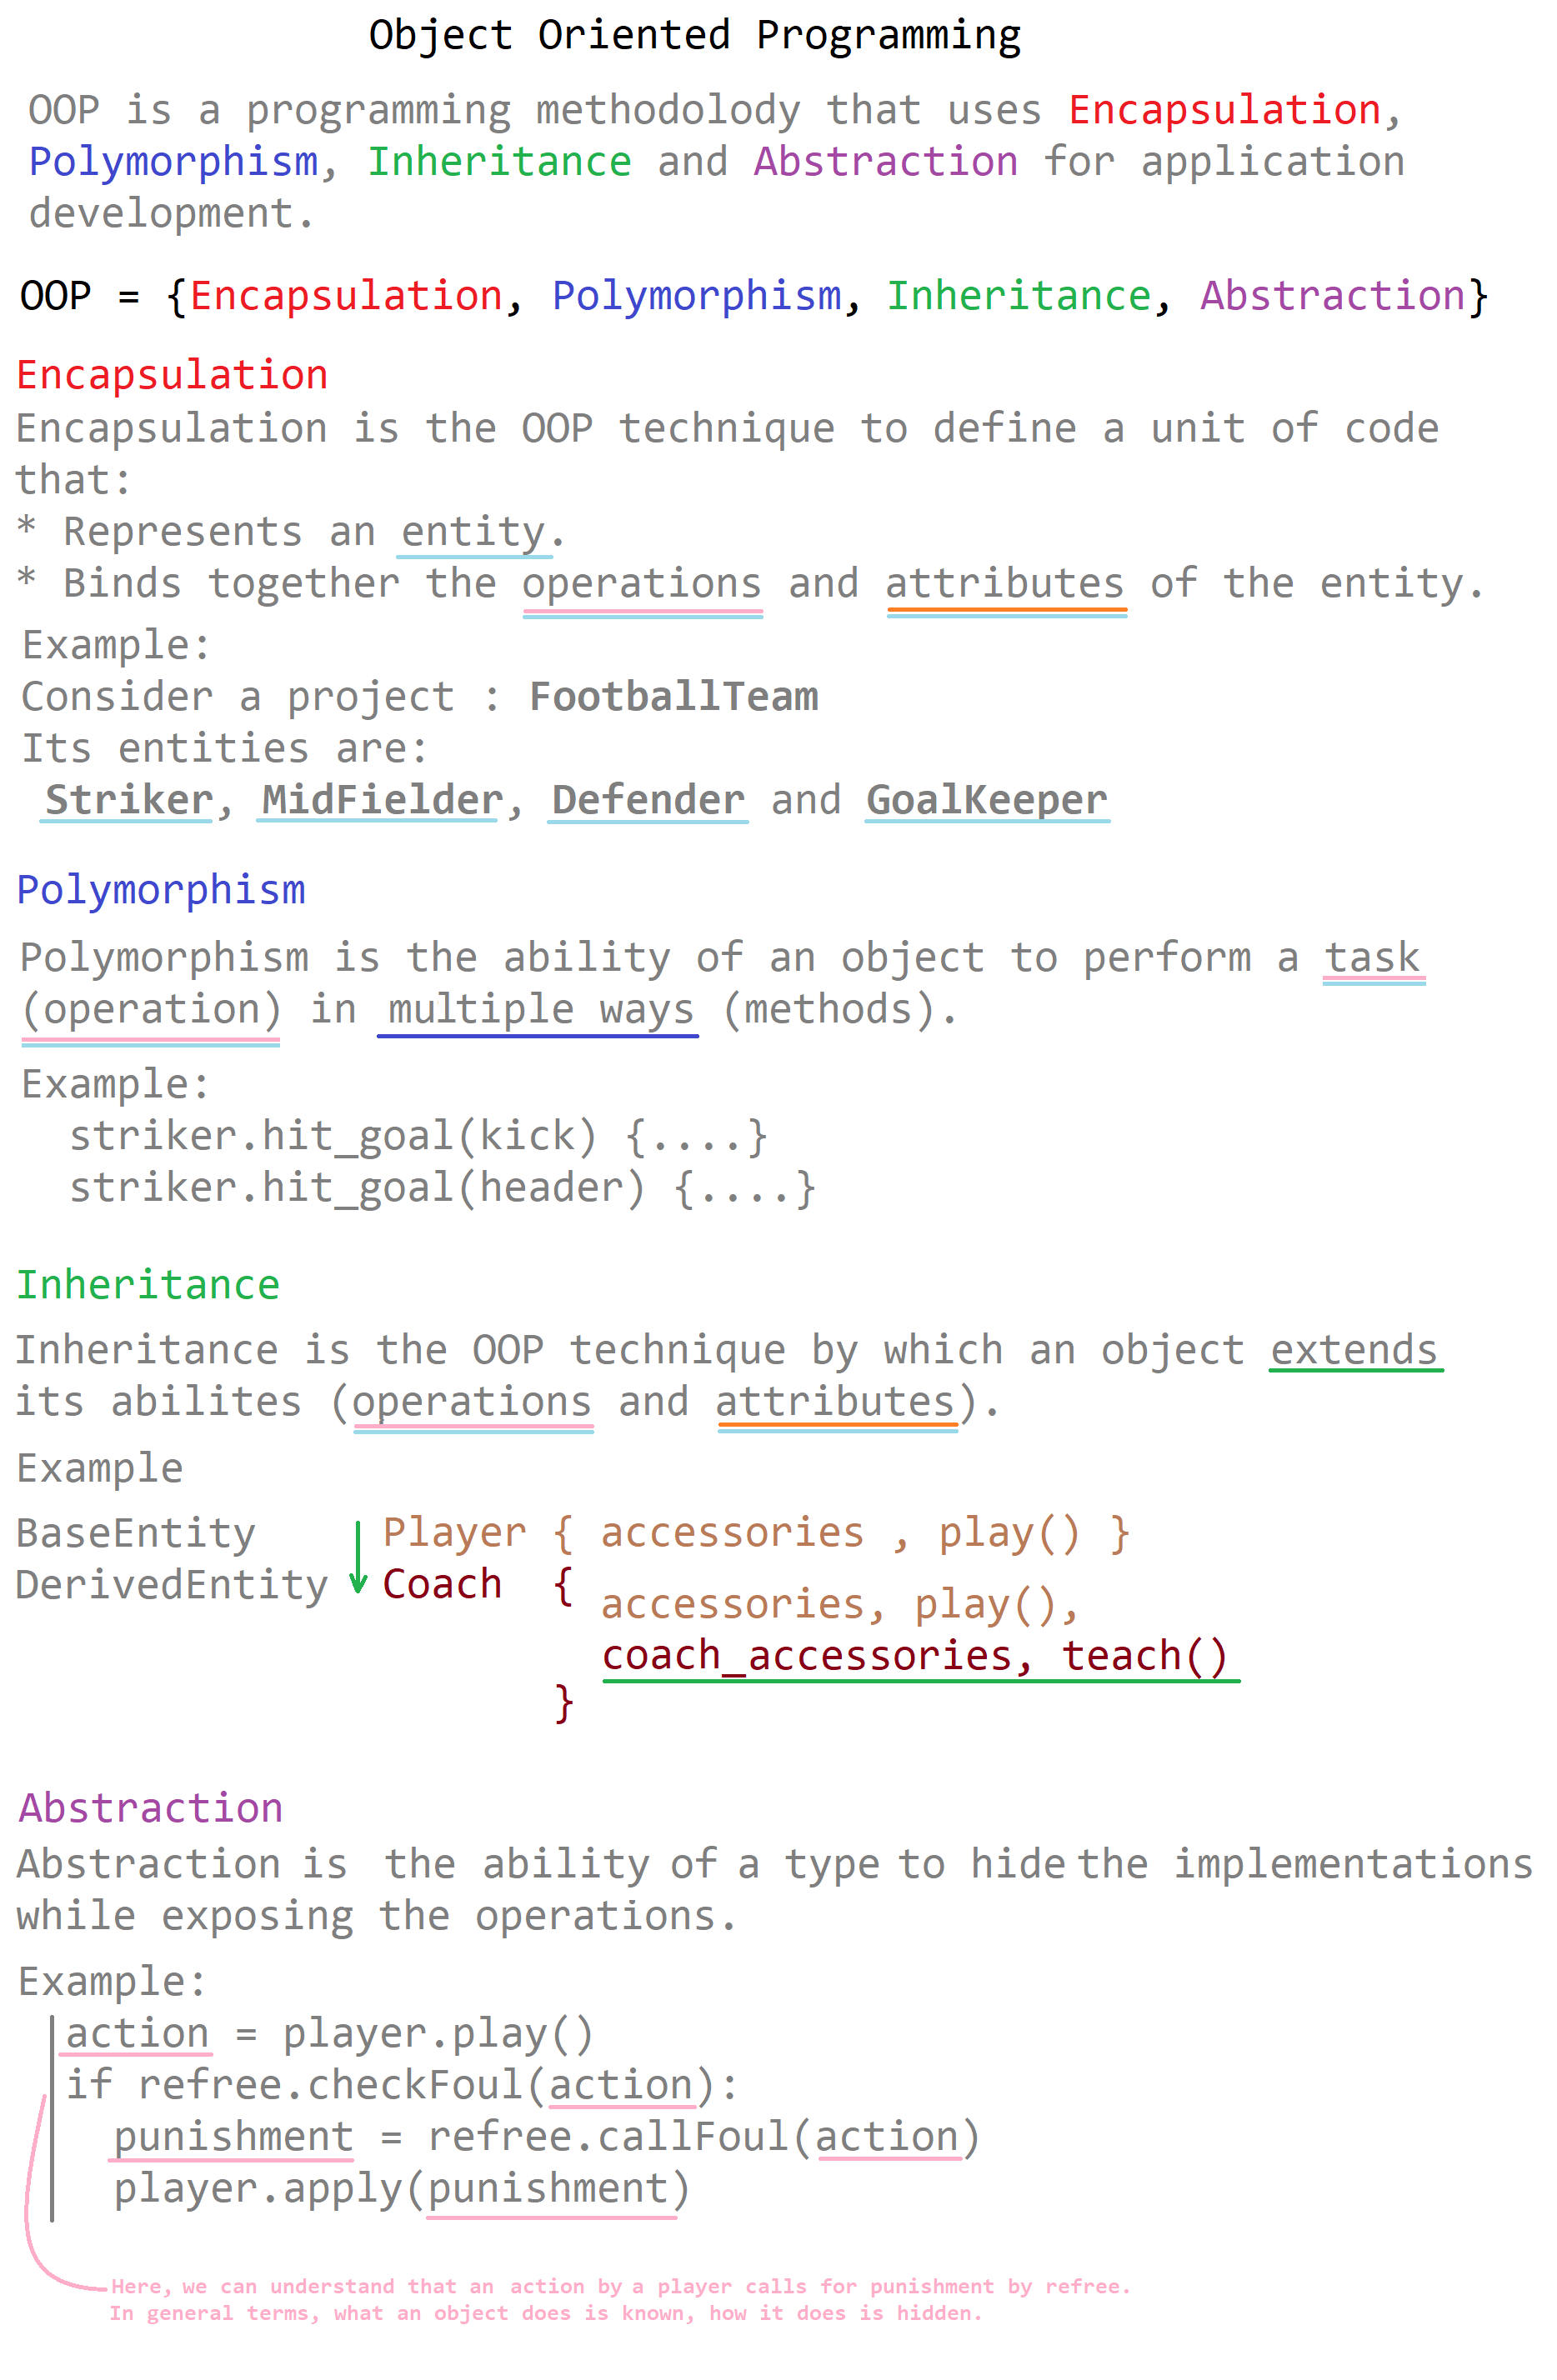 Object Oriented Programming
OOP is a programming methodolody that uses Encapsulation,
Polymorphism, Inheritance and Abstraction for application
development.
OOP = {Encapsulation, Polymorphism, Inheritance, Abstraction}
Encapsulation
Encapsulation is the OOP technique to define a unit of code
that:
* Represents an entity.
* Binds together the operations and attributes of the entity.
Example:
Consider a project : FootballTeam
Its entities are:
Striker, MidFielder, Defender and GoalKeeper
Polymorphism
Polymorphism is the ability of an object to perform a task
(operation) in multiple ways (methods).
Example:
striker.hit_goal(kick) {....}
striker.hit_goal(header) {....}
Inheritance
Inheritance is the OOP technique by which an object extends
its abilites (operations and attributes).
Example
BaseEntity Player { accessories , play() }
DerivedEntity Coach {
accessories, play(),
coach_accessories, teach()
}
Abstraction
Abstraction is the ability of a type to hide the implementations
while exposing the operations.
Example:
action = player.play()
if refree.checkFoul(action):
punishment = refree.callFoul(action)
player.apply(punishment)
Here, we can understand that an action by a player calls for punishment by refree.
In general terms, what an object does is known, how it does is hidden.